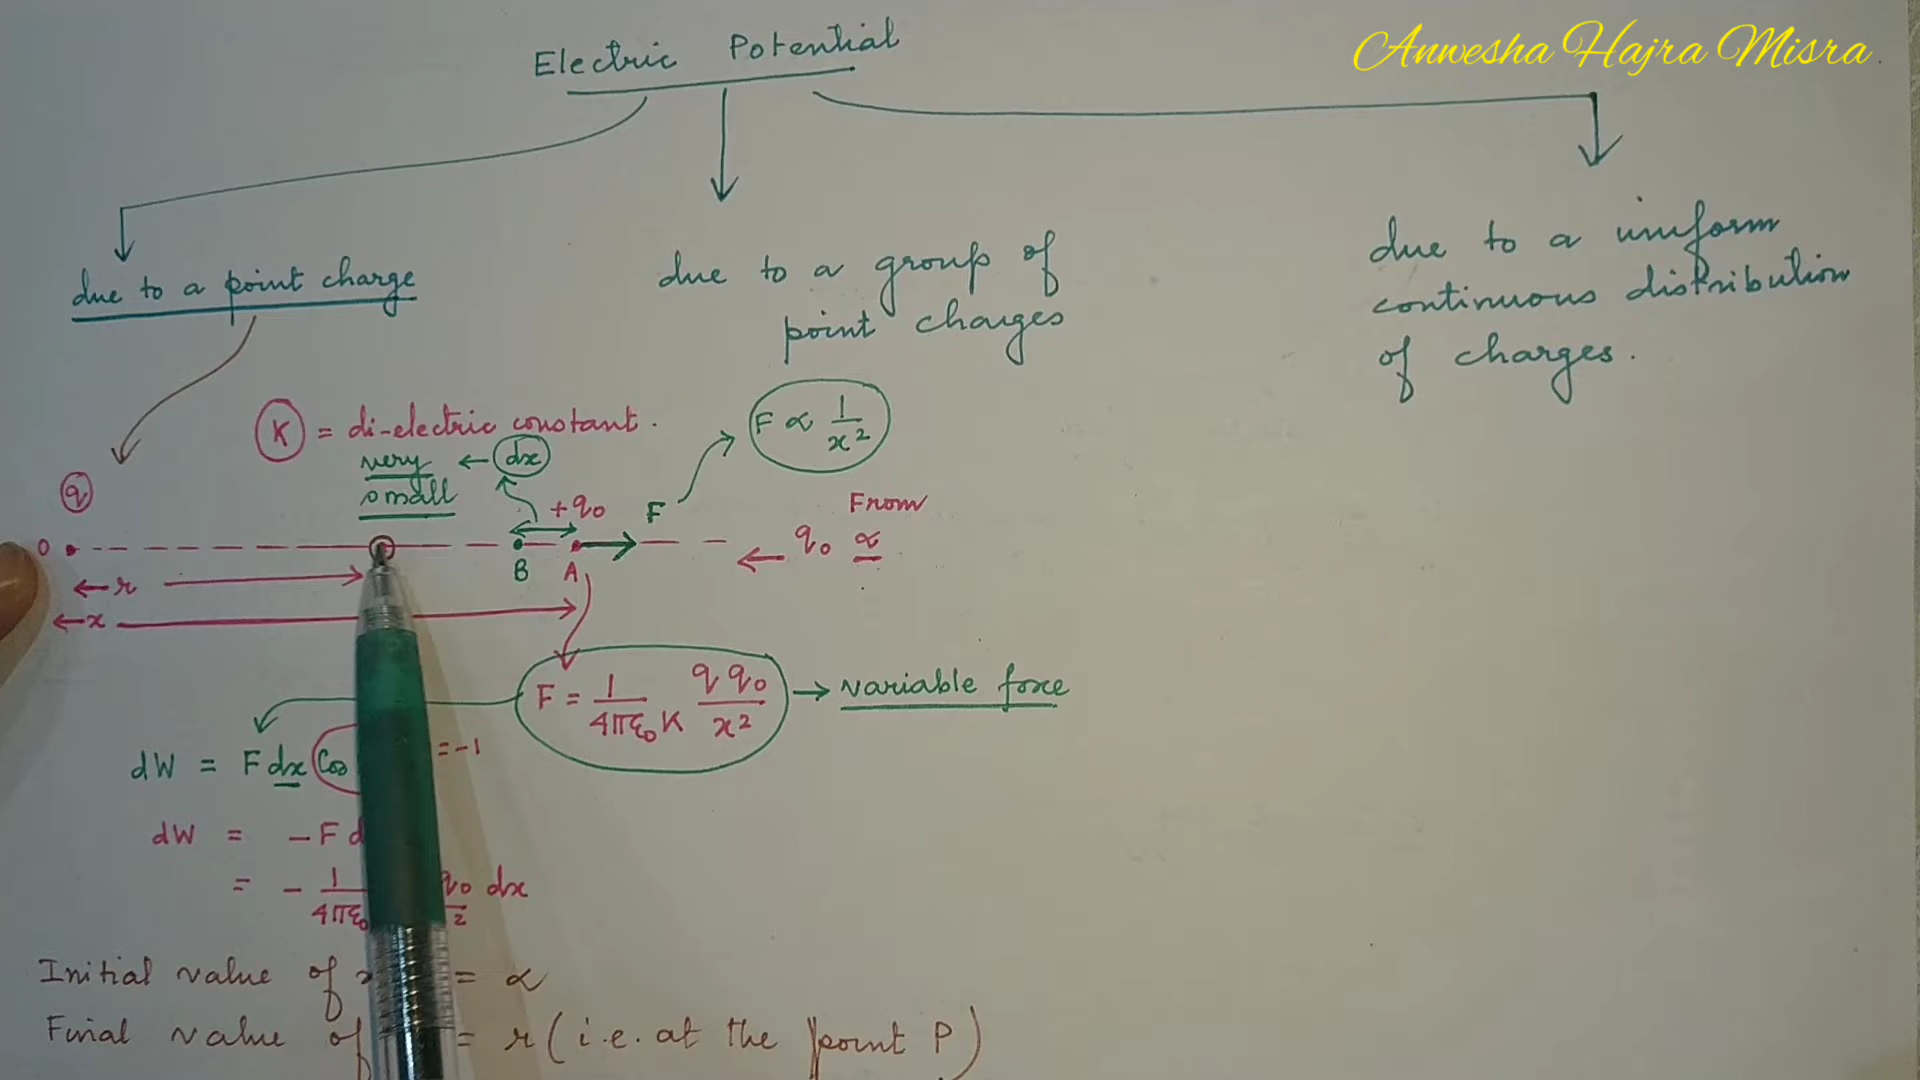 Anwesha Hajra Misra
Electric Potential
due to a point charge
due to a group of
point charges
due to a uniform
continuous distribution
of charges.
K = di-electric constant.
very ← dx
small
F ∝ 1/x²
q
+q₀
F
From
O
B
A
← q₀ α
← r →
← x →
F = 1/4πε₀K qq₀/x² → variable force
dW = F dx Cos = -1
dW = - F
= - 1/4πε₀ q₀ dx
Initial value of = α
Final value of = r (i.e. at the point P)